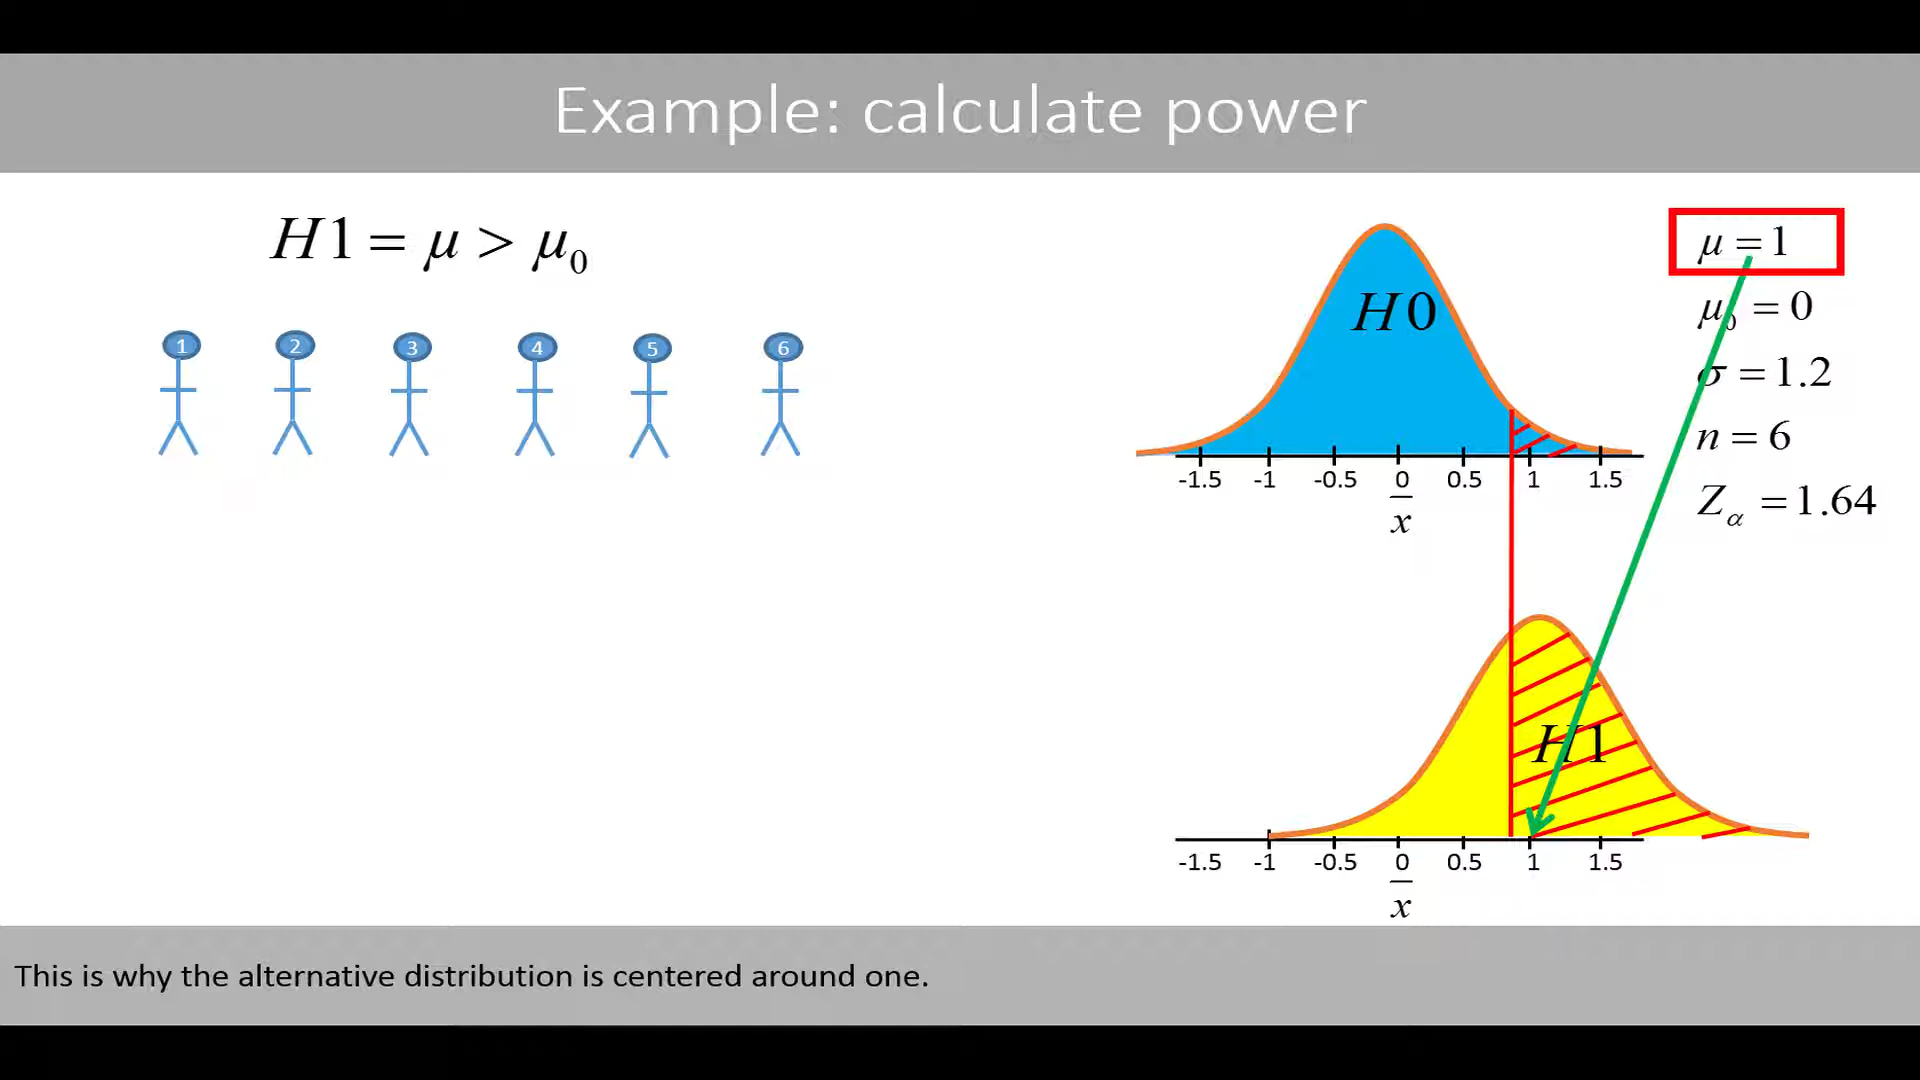 Example: calculate power
H1 = μ > μ₀
1 2 3 4 5 6
H0
μ = 1
μ₀ = 0
σ = 1.2
n = 6
Zα = 1.64
-1.5 -1 -0.5 0 0.5 1 1.5
x̄
H1
-1.5 -1 -0.5 0 0.5 1 1.5
x̄
This is why the alternative distribution is centered around one.